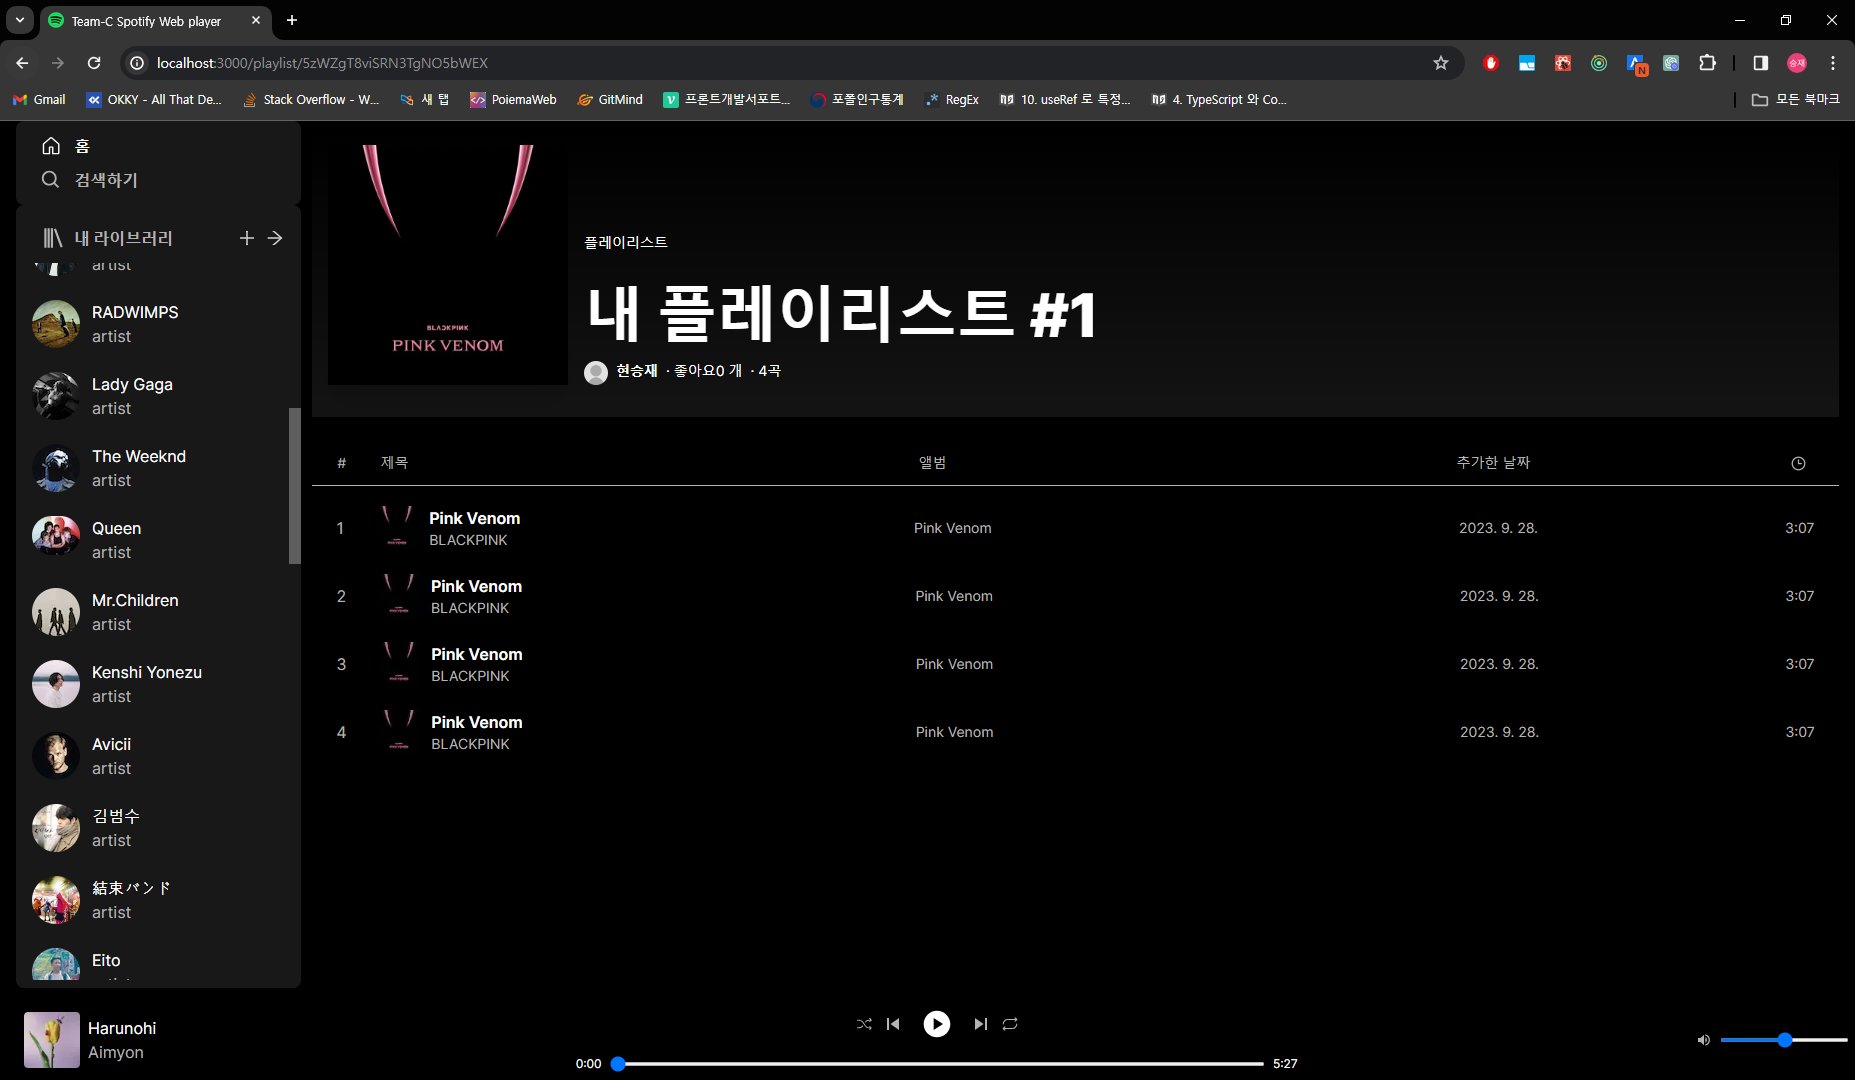 Team-C Spotify Web player
localhost:3000/playlist/5zWZgT8viSRN3TgNO5bWEX
승재
Gmail
OKKY - All That De...
Stack Overflow - W...
새 탭
PoiemaWeb
GitMind
프론트개발서포트...
포폴인구통계
RegEx
10. useRef 로 특정...
4. TypeScript 와 Co...
모든 북마크
홈
검색하기
내 라이브러리
artist
RADWIMPS
artist
Lady Gaga
artist
The Weeknd
artist
Queen
artist
Mr.Children
artist
Kenshi Yonezu
artist
Avicii
artist
김범수
artist
結束バンド
artist
Eito
BLACKPINK
PINK VENOM
플레이리스트
내 플레이리스트 #1
현승재 · 좋아요0 개 · 4곡
# 제목 앨범 추가한 날짜
1 Pink Venom Pink Venom 2023. 9. 28. 3:07
BLACKPINK
2 Pink Venom Pink Venom 2023. 9. 28. 3:07
BLACKPINK
3 Pink Venom Pink Venom 2023. 9. 28. 3:07
BLACKPINK
4 Pink Venom Pink Venom 2023. 9. 28. 3:07
BLACKPINK
Harunohi
Aimyon
0:00
5:27